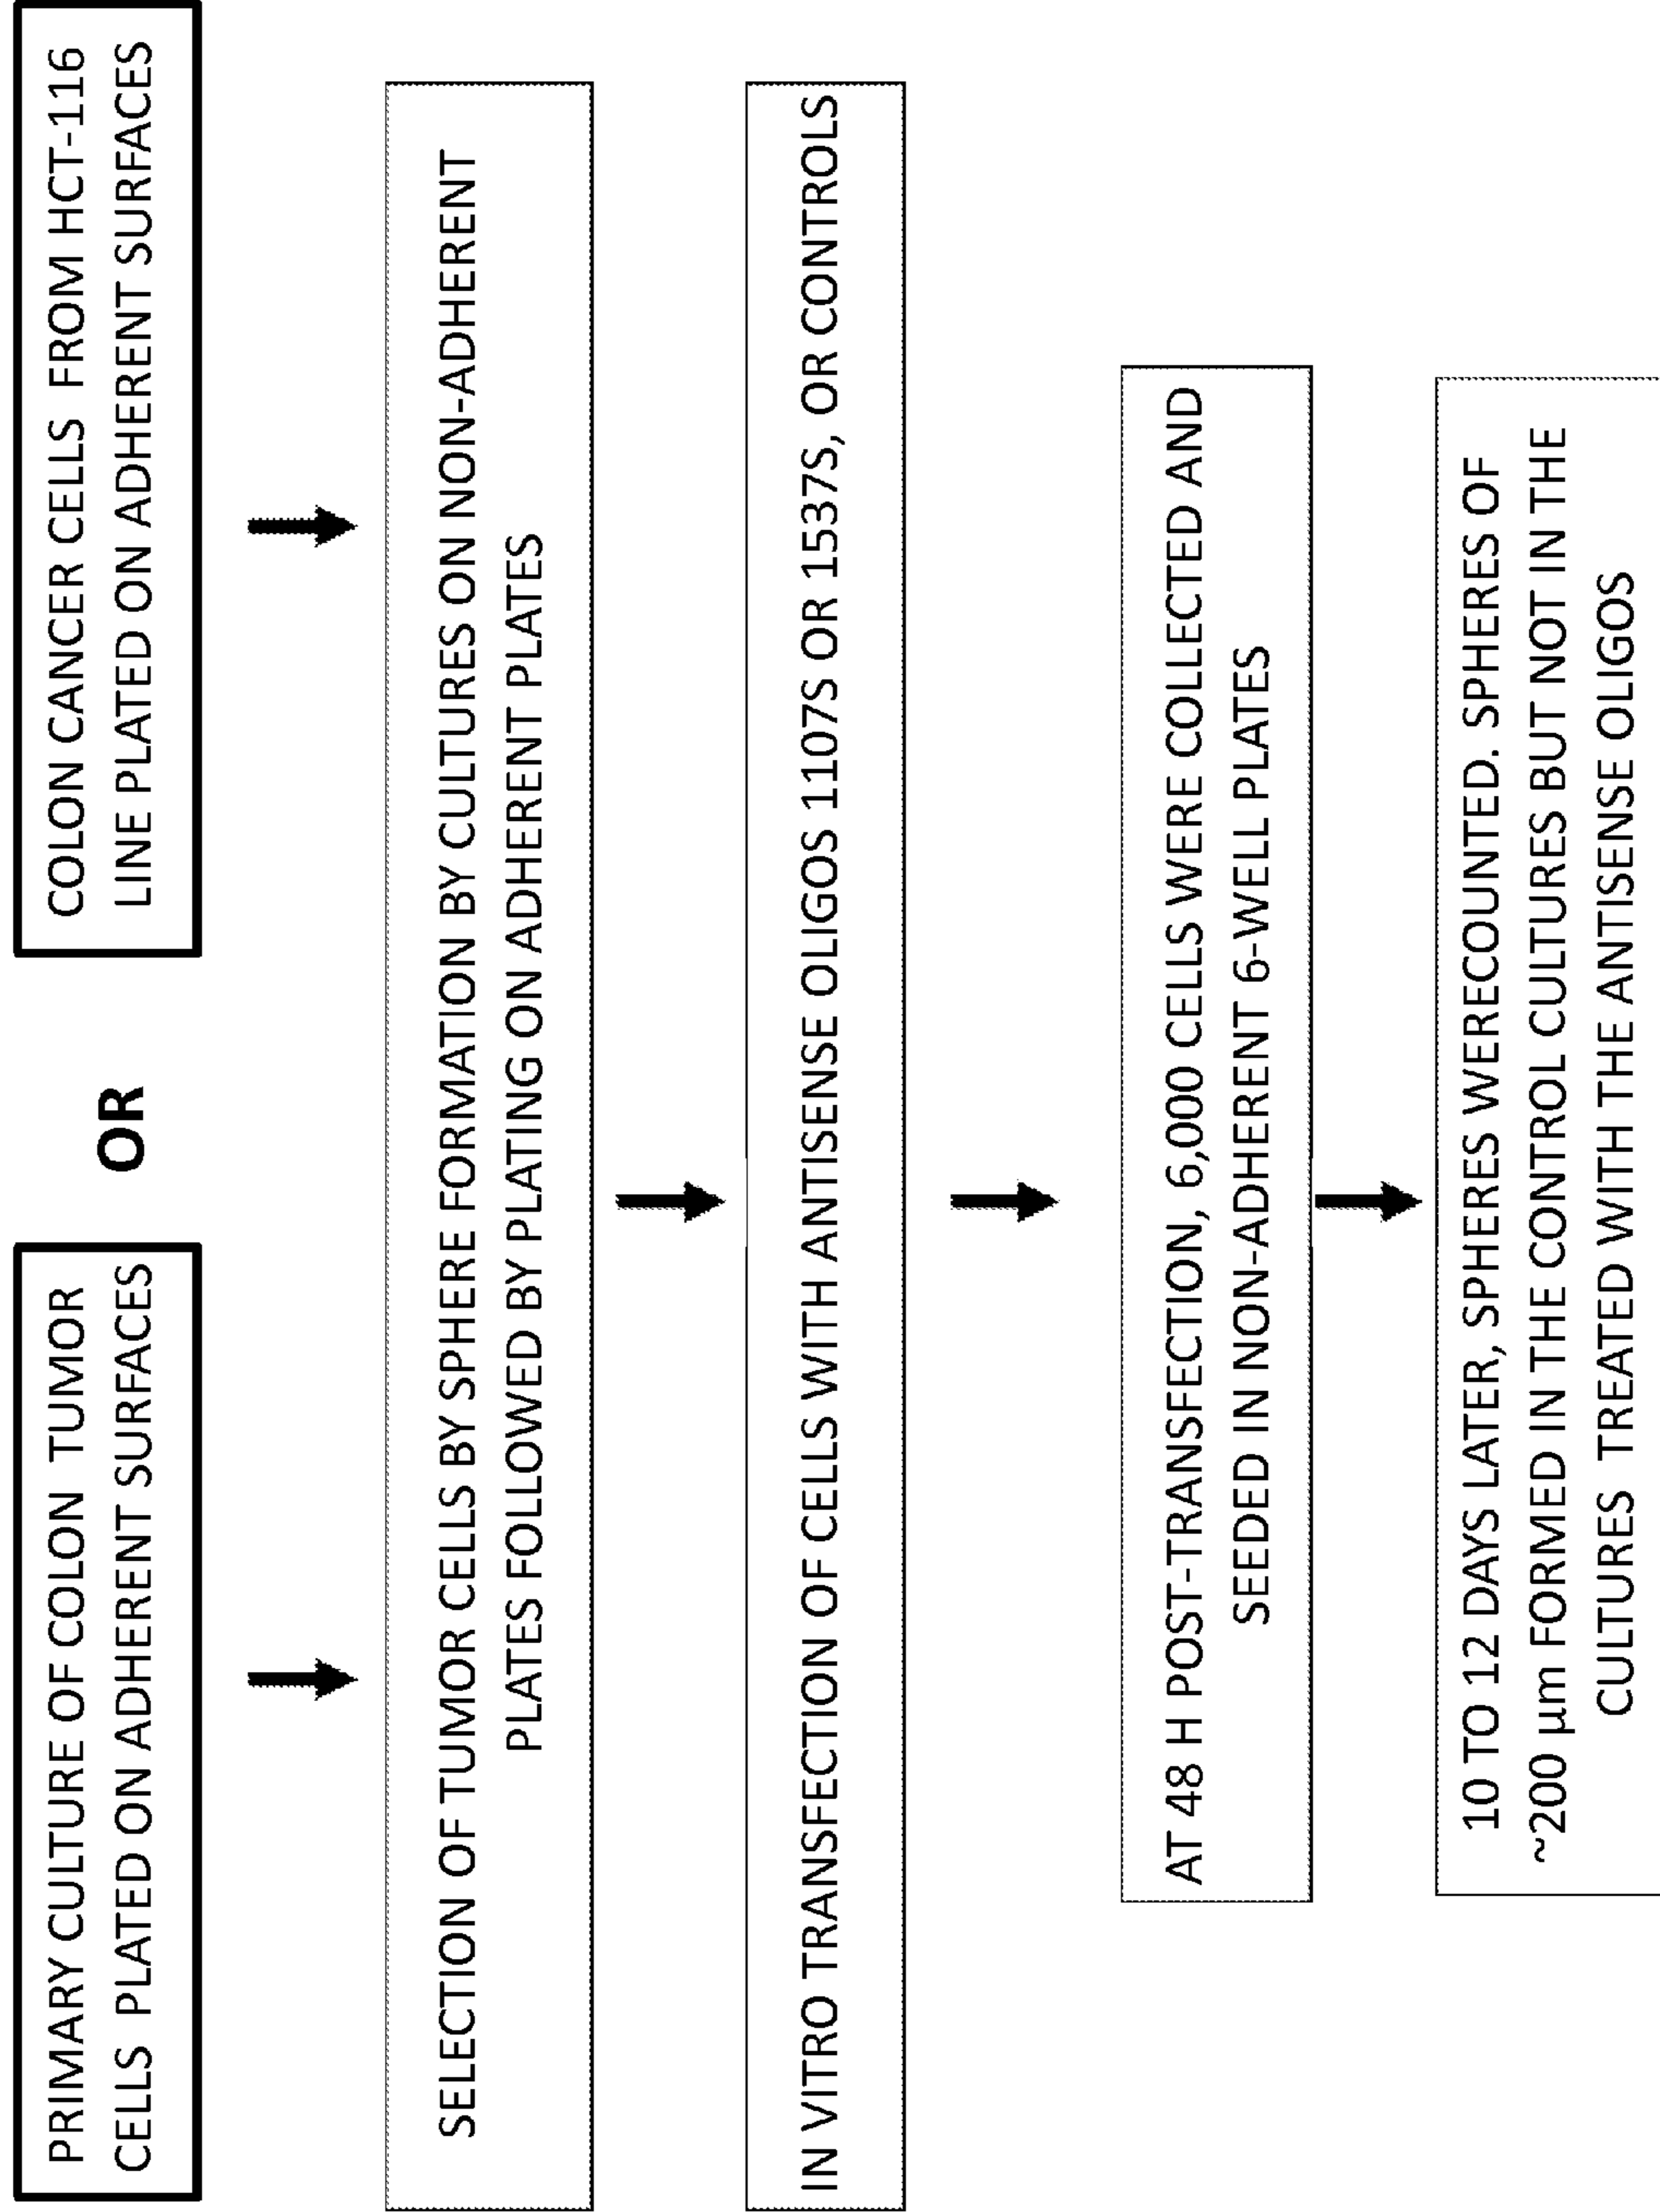 PRIMARY CULTURE OF COLON TUMOR
CELLS PLATED ON ADHERENT SURFACES
OR
COLON CANCER CELLS FROM HCT-116
LINE PLATED ON ADHERENT SURFACES
SELECTION OF TUMOR CELLS BY SPHERE FORMATION BY CULTURES ON NON-ADHERENT
PLATES FOLLOWED BY PLATING ON ADHERENT PLATES
IN VITRO TRANSFECTION OF CELLS WITH ANTISENSE OLIGOS 1107S OR 1537S, OR CONTROLS
AT 48 H POST-TRANSFECTION, 6,000 CELLS WERE COLLECTED AND
SEEDED IN NON-ADHERENT 6-WELL PLATES
10 TO 12 DAYS LATER, SPHERES WERECOUNTED. SPHERES OF
~200 µm FORMED IN THE CONTROL CULTURES BUT NOT IN THE
CULTURES TREATED WITH THE ANTISENSE OLIGOS